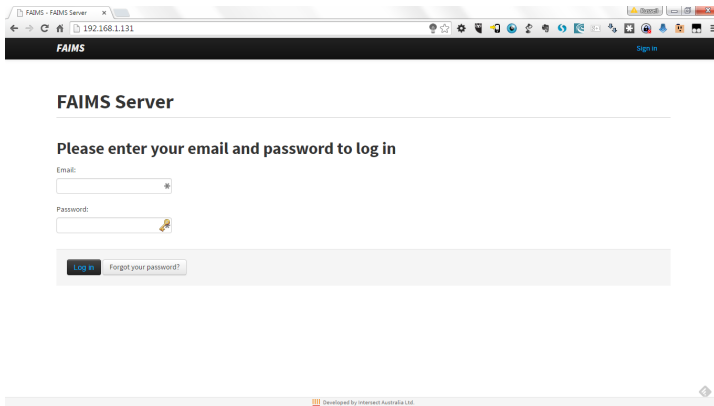 FAIMS - FAIMS Server
Russell
192.168.1.131
FAIMS
Sign in
FAIMS Server
Please enter your email and password to log in
Email:
Password:
Log in
Forgot your password?
Developed by Intersect Australia Ltd.